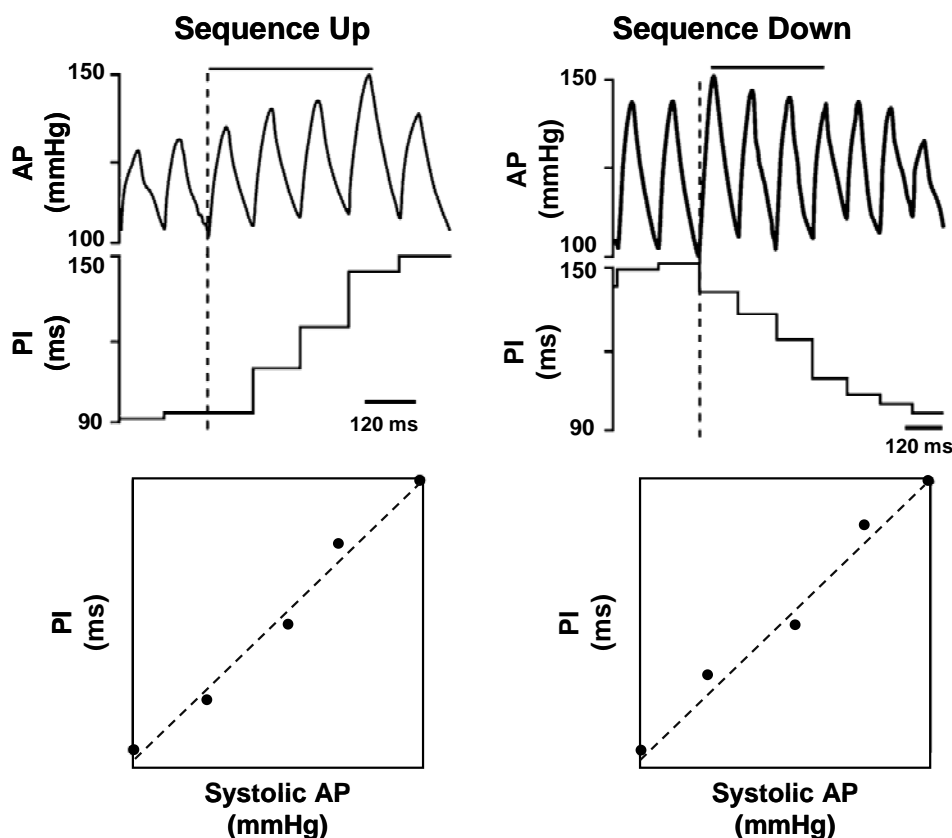 Sequence Up
150
AP
(mmHg)
100
150
PI
(ms)
90
120 ms
PI
(ms)
Systolic AP
(mmHg)
Sequence Down
150
AP
(mmHg)
100
150
PI
(ms)
90
120 ms
PI
(ms)
Systolic AP
(mmHg)